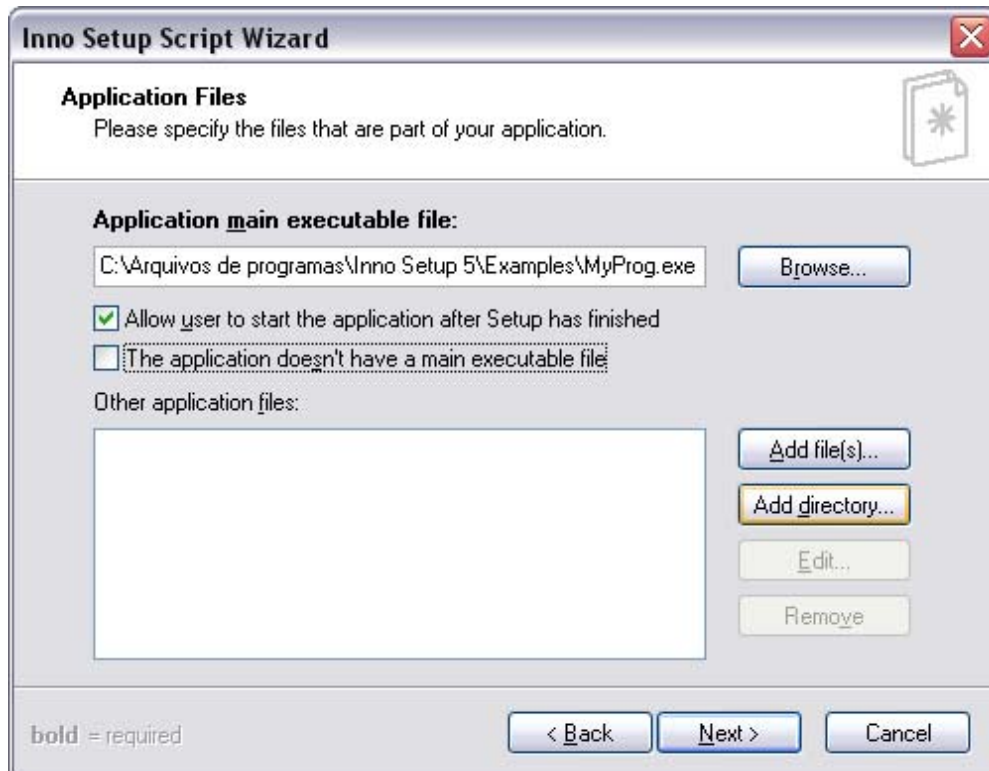 Inno Setup Script Wizard
Application Files
Please specify the files that are part of your application.
Application main executable file:
C:\Arquivos de programas\Inno Setup 5\Examples\MyProg.exe
Browse...
Allow user to start the application after Setup has finished
The application doesn't have a main executable file
Other application files:
Add file(s)...
Add directory...
Edit...
Remove
bold = required
< Back
Next >
Cancel